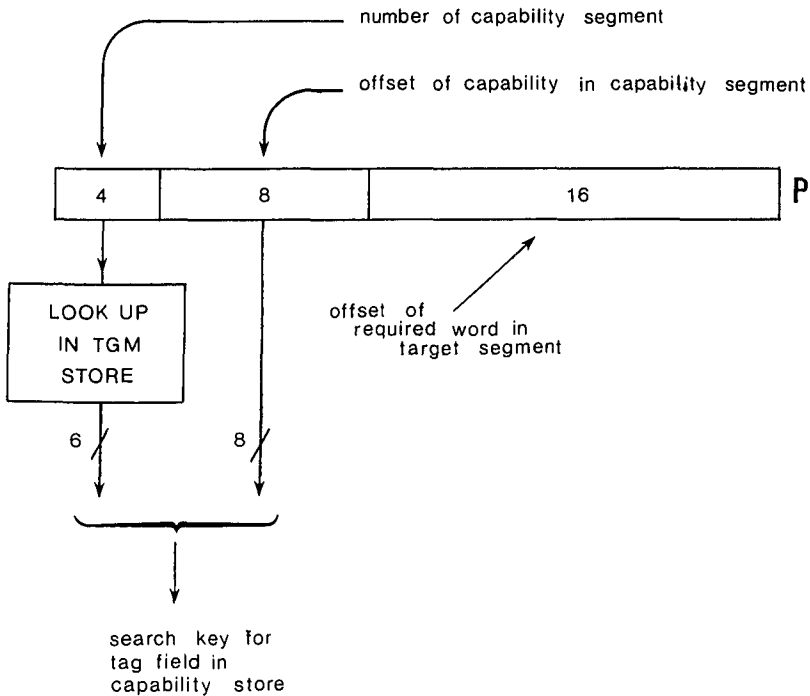 number of capability segment
offset of capability in capability segment
4 8 16 P
LOOK UP
IN TGM
STORE
offset of
required word in
target segment
6 8
search key for
tag field in
capability store